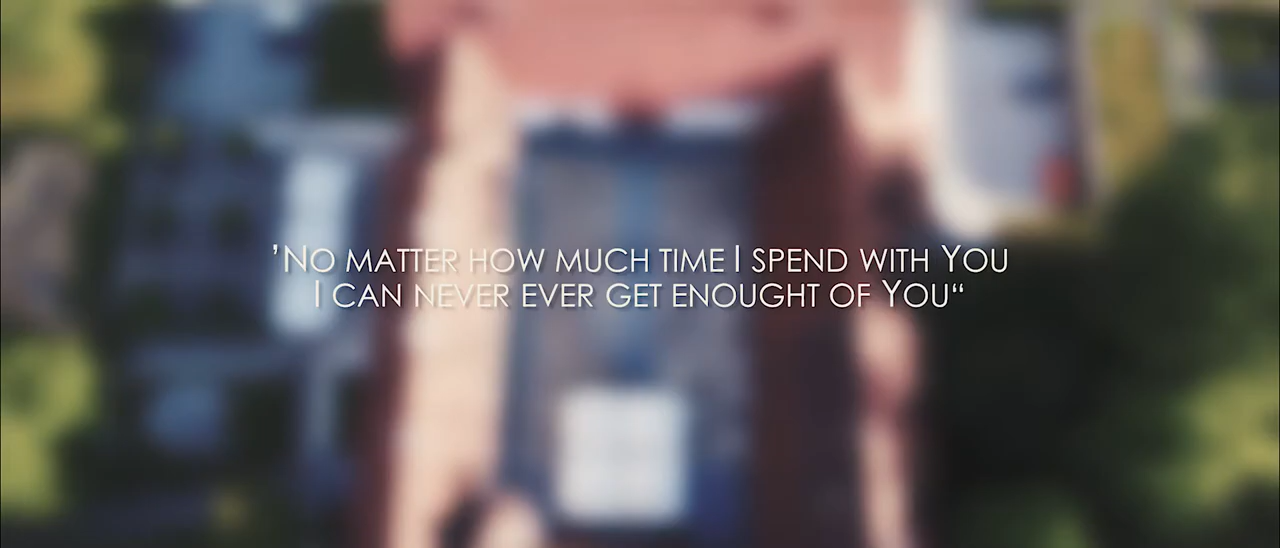 ’No matter how much time I spend with You
I can never ever get enought of You“